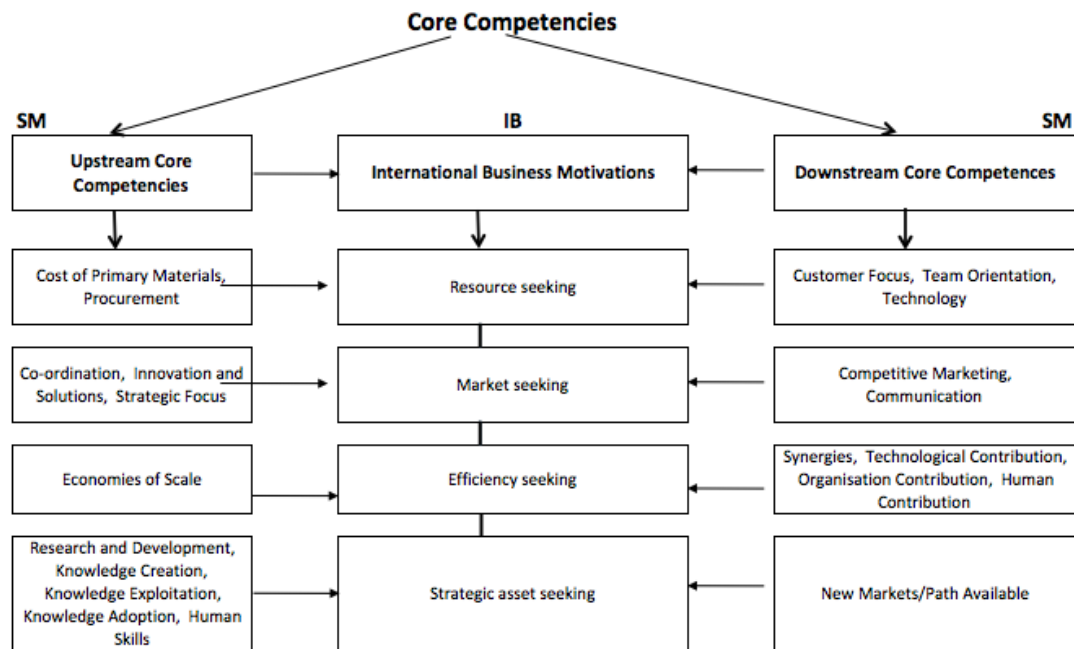 Core Competencies
SM
IB
SM
Upstream Core
Competencies
International Business Motivations
Downstream Core Competences
Cost of Primary Materials,
Procurement
Resource seeking
Customer Focus, Team Orientation,
Technology
Co-ordination, Innovation and
Solutions, Strategic Focus
Market seeking
Competitive Marketing,
Communication
Economies of Scale
Efficiency seeking
Synergies, Technological Contribution,
Organisation Contribution, Human
Contribution
Research and Development,
Knowledge Creation,
Knowledge Exploitation,
Knowledge Adoption, Human
Skills
Strategic asset seeking
New Markets/Path Available